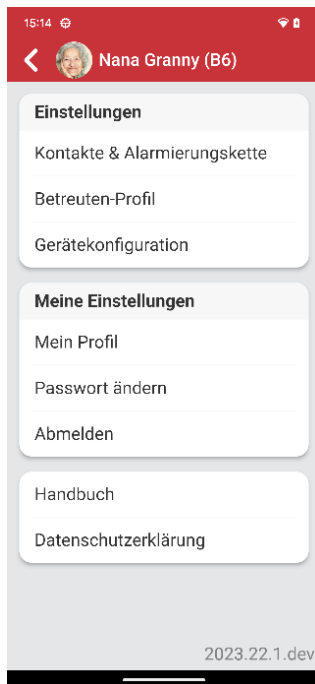 15:14
Nana Granny (B6)
Einstellungen
Kontakte & Alarmierungskette
Betreuten-Profil
Gerätekonfiguration
Meine Einstellungen
Mein Profil
Passwort ändern
Abmelden
Handbuch
Datenschutzerklärung
2023.22.1.dev